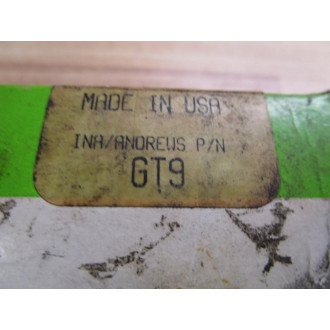 MADE IN USA
INA/ANDREWS P/N
GT9